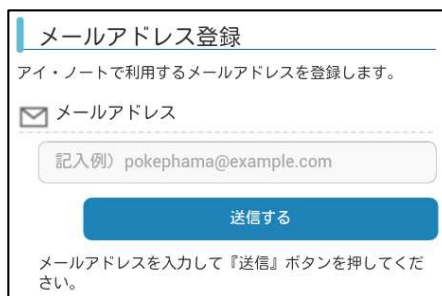 メールアドレス登録
アイ・ノートで利用するメールアドレスを登録します。
メールアドレス
記入例）pokephama@example.com
送信する
メールアドレスを入力して『送信』ボタンを押してくだ
さい。